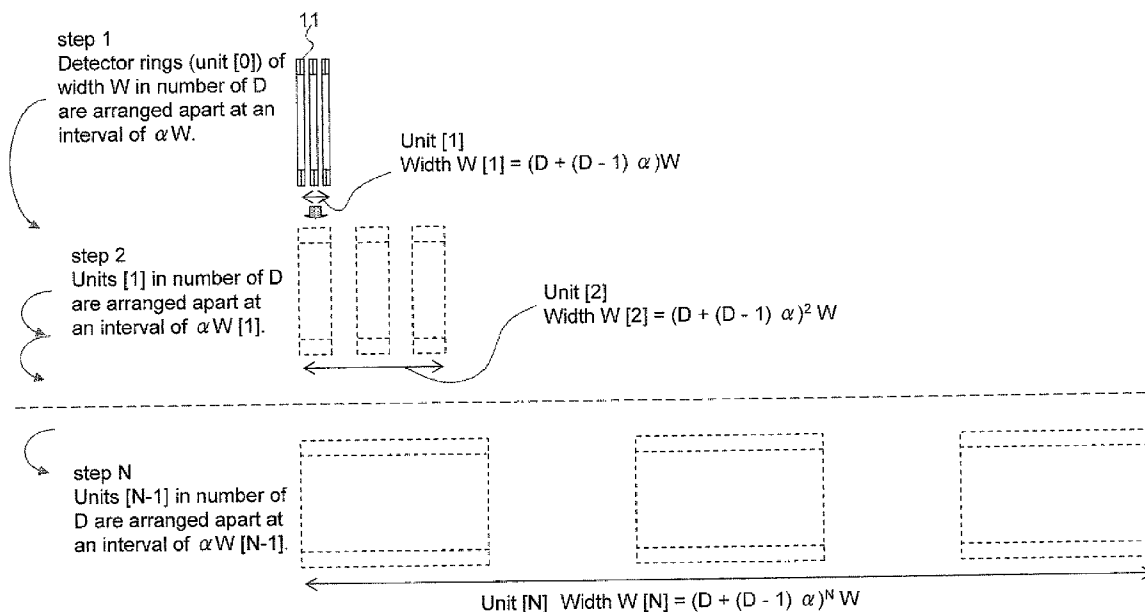 11
step 1
Detector rings (unit [0]) of
width W in number of D
are arranged apart at an
interval of αW.
Unit [1]
Width W [1] = (D + (D - 1) α)W
step 2
Units [1] in number of D
are arranged apart at
an interval of αW [1].
Unit [2]
Width W [2] = (D + (D - 1) α)² W
step N
Units [N-1] in number of
D are arranged apart at
an interval of αW [N-1].
Unit [N] Width W [N] = (D + (D - 1) α)ᴺ W